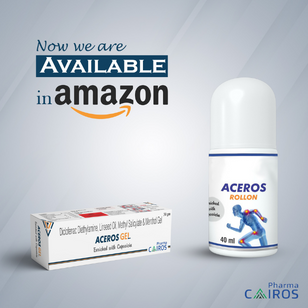 Now we are
AVAILABLE
in amazon
Diclofenac Diethylamine, Linseed Oil, Methyl Salicylate & Menthol Gel
ACEROS GEL
Enriched with Capsaicin
Pharma
CAIROS
ACEROS
ROLLON
40 ml
Pharma
CAIROS